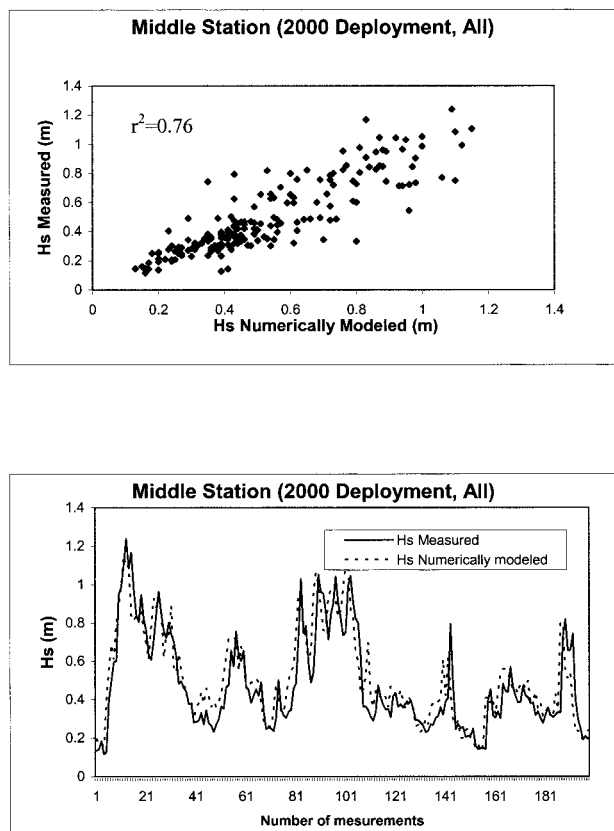 Middle Station (2000 Deployment, All)
r²=0.76
Hs Measured (m)
1.4
1.2
1
0.8
0.6
0.4
0.2
0
0 0.2 0.4 0.6 0.8 1 1.2 1.4
Hs Numerically Modeled (m)
Middle Station (2000 Deployment, All)
Hs Measured
Hs Numerically modeled
Hs (m)
1.4
1.2
1
0.8
0.6
0.4
0.2
0
1 21 41 61 81 101 121 141 161 181
Number of mesurements